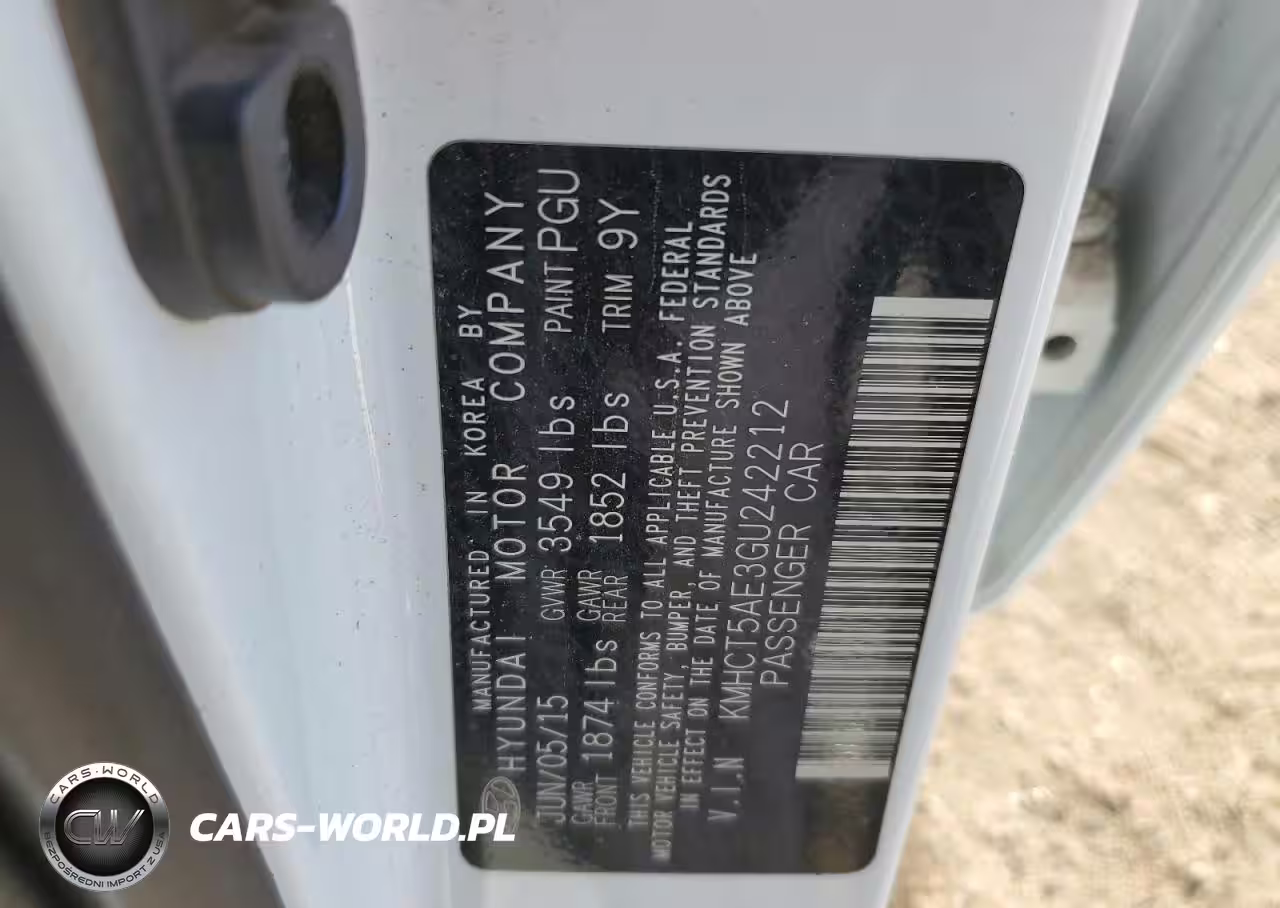 MANUFACTURED IN KOREA BY
HYUNDAI MOTOR COMPANY
JUN/05/15 GVWR 3549 lbs PAINT PGU
GAWR FRONT 1874 lbs GAWR REAR 1852 lbs TRIM 9Y
THIS VEHICLE CONFORMS TO ALL APPLICABLE U.S.A. FEDERAL
MOTOR VEHICLE SAFETY, BUMPER, AND THEFT PREVENTION STANDARDS
IN EFFECT ON THE DATE OF MANUFACTURE SHOWN ABOVE
V.I.N KMHCT5AE3GU242212
PASSENGER CAR
CARS-WORLD
CW
BEZPOŚREDNI IMPORT Z USA
CARS-WORLD.PL